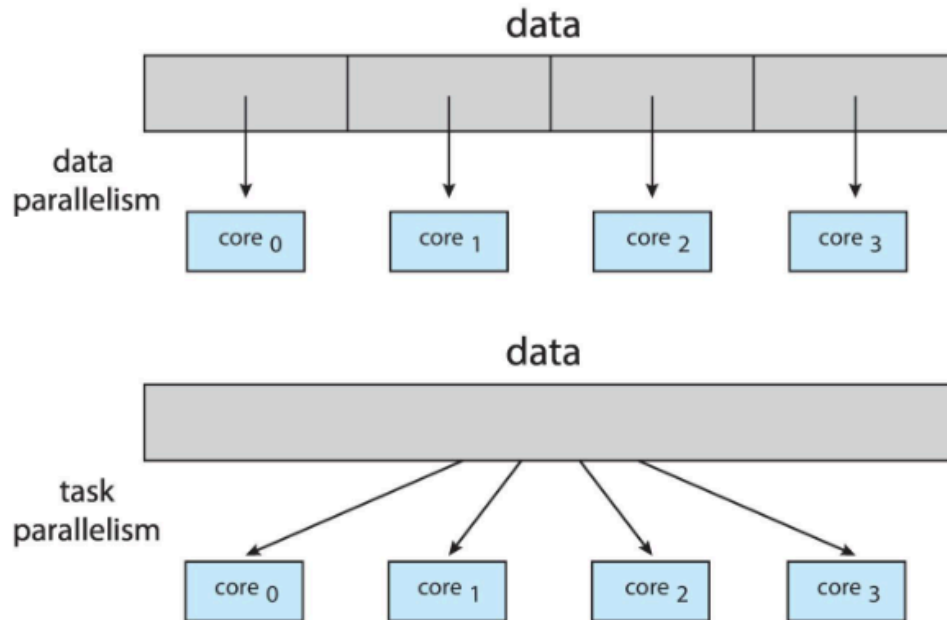 data
data
parallelism
core 0
core 1
core 2
core 3
data
task
parallelism
core 0
core 1
core 2
core 3